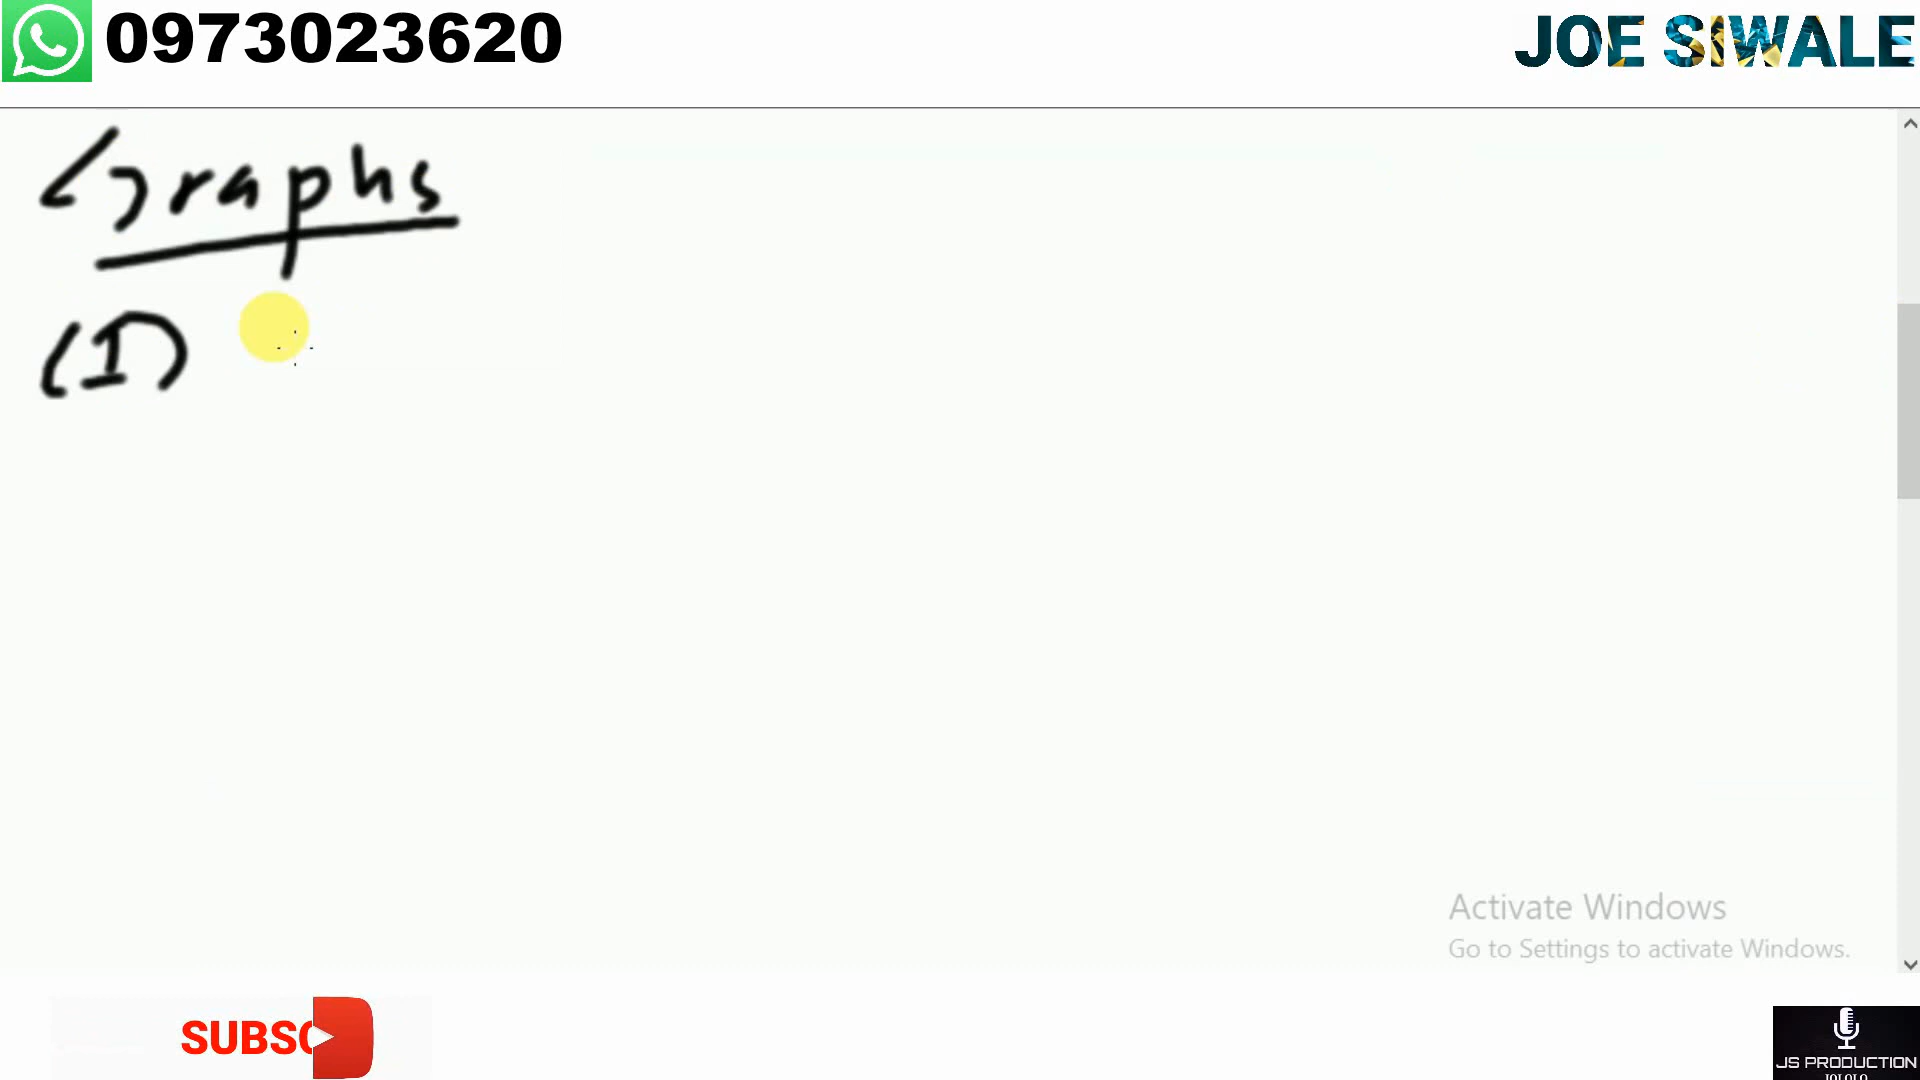 0973023620
JOE SIWALE
Graphs
(I)
Activate Windows
Go to Settings to activate Windows.
SUBSC
JS PRODUCTION